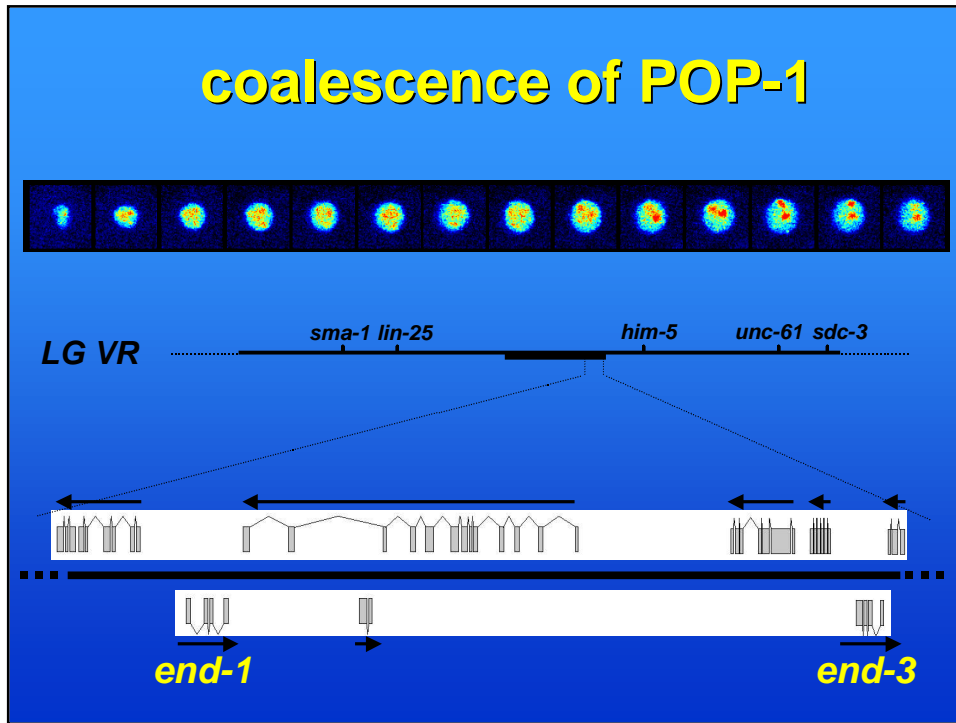 coalescence of POP-1
sma-1 lin-25 him-5 unc-61 sdc-3
LG VR
end-1 end-3